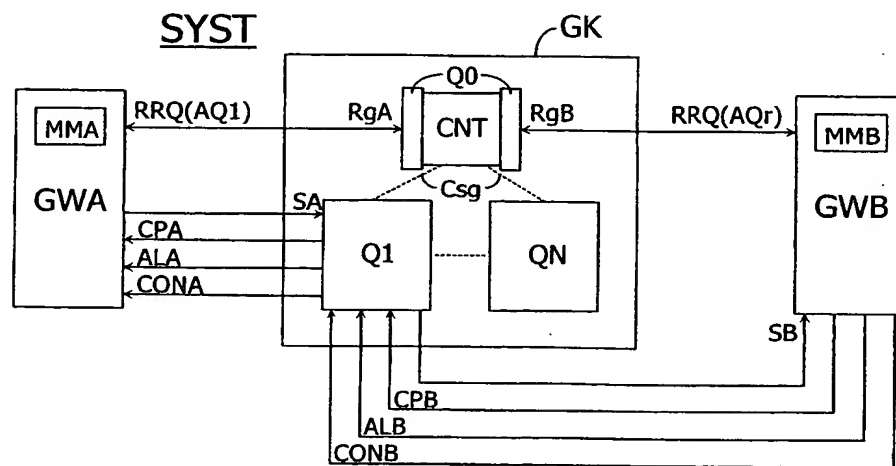 SYST
GK
Q0
RRQ(AQ1)
RgA
CNT
RgB
RRQ(AQr)
MMA
MMB
GWA
GWB
Csg
SA
CPA
ALA
CONA
Q1
QN
SB
CPB
ALB
CONB